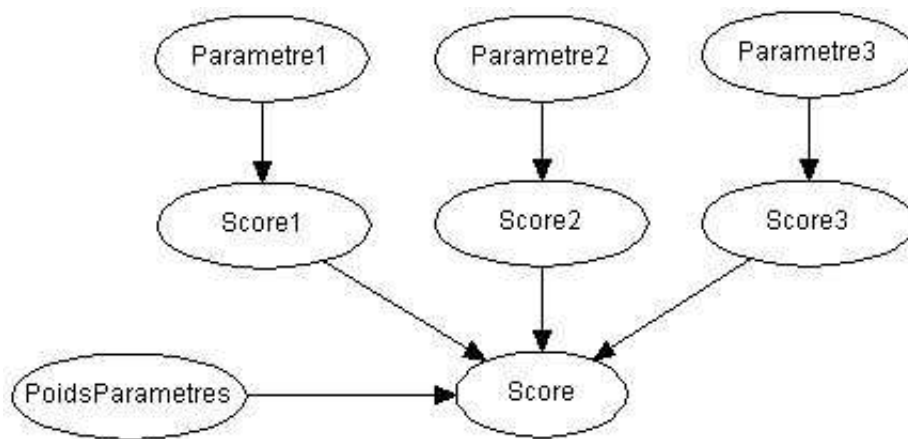 Parametre1
Parametre2
Parametre3
Score1
Score2
Score3
PoidsParametres
Score